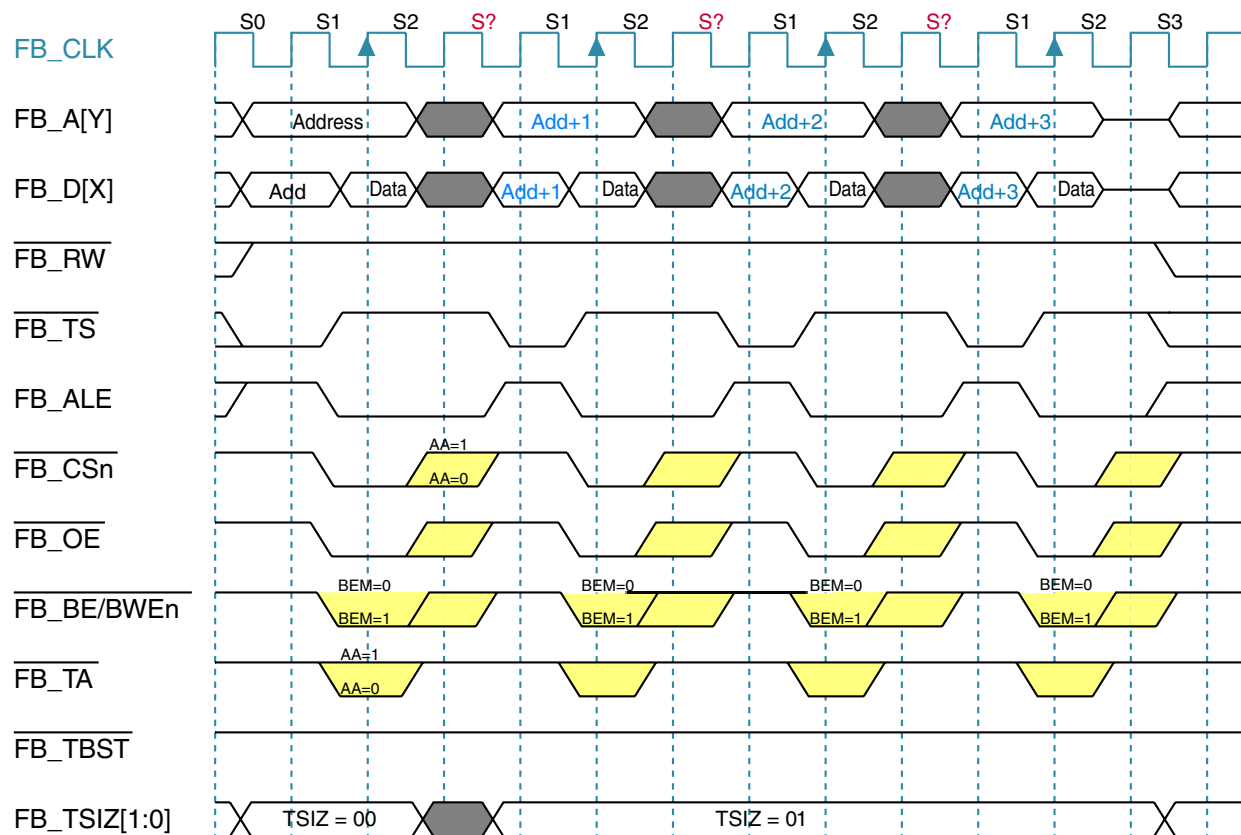 S0 S1 S2 S? S1 S2 S? S1 S2 S? S1 S2 S3
FB_CLK
FB_A[Y] Address Add+1 Add+2 Add+3
FB_D[X] Add Data Add+1 Data Add+2 Data Add+3 Data
FB_RW
FB_TS
FB_ALE
AA=1
FB_CSn
AA=0
FB_OE
BEM=0 BEM=0 BEM=0 BEM=0
FB_BE/BWEn
BEM=1 BEM=1 BEM=1 BEM=1
AA=1
FB_TA
AA=0
FB_TBST
FB_TSIZ[1:0] TSIZ = 00 TSIZ = 01